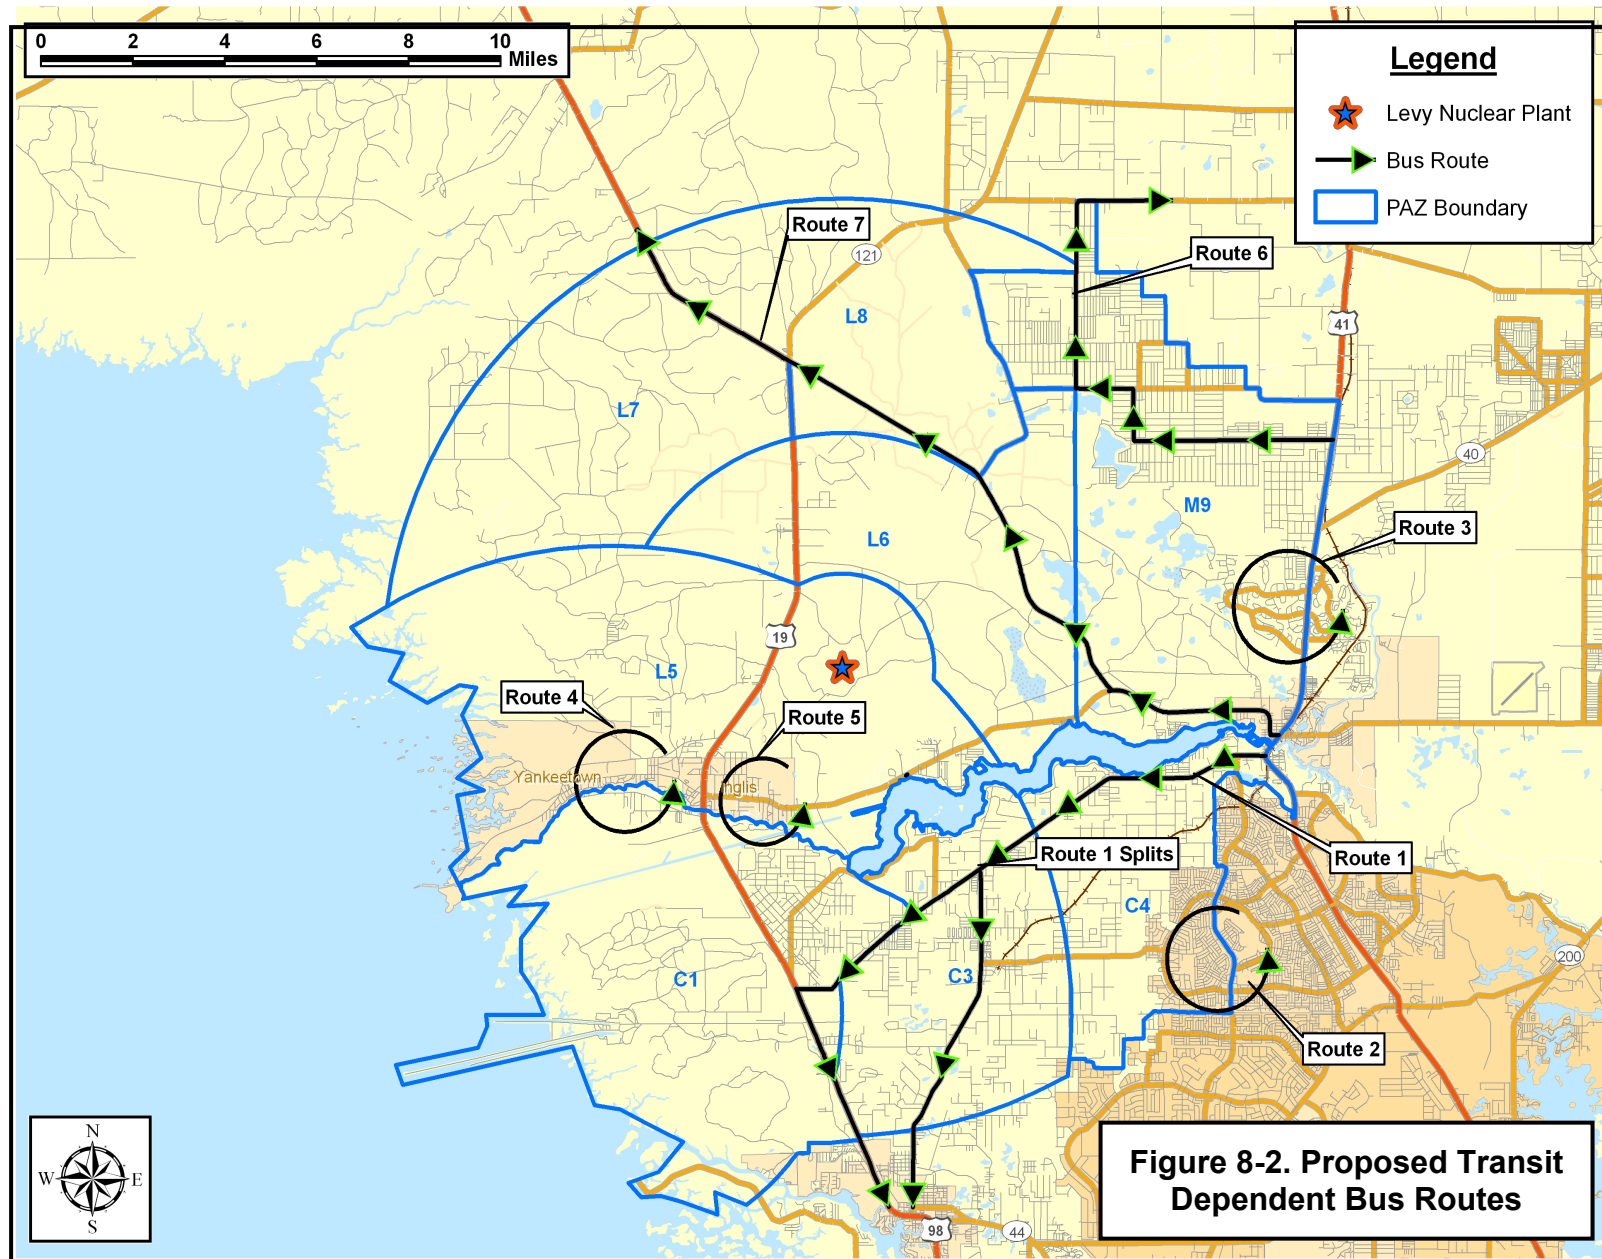 0 2 4 6 8 10
Miles
Legend
Levy Nuclear Plant
Bus Route
PAZ Boundary
Route 7
121
Route 6
L8
41
L7
40
M9
Route 3
L6
19
L5
Route 4
Route 5
Yankeetown
Inglis
Route 1 Splits
Route 1
C4
200
C3
C1
Route 2
N
W E
S
Figure 8-2. Proposed Transit
Dependent Bus Routes
98
44